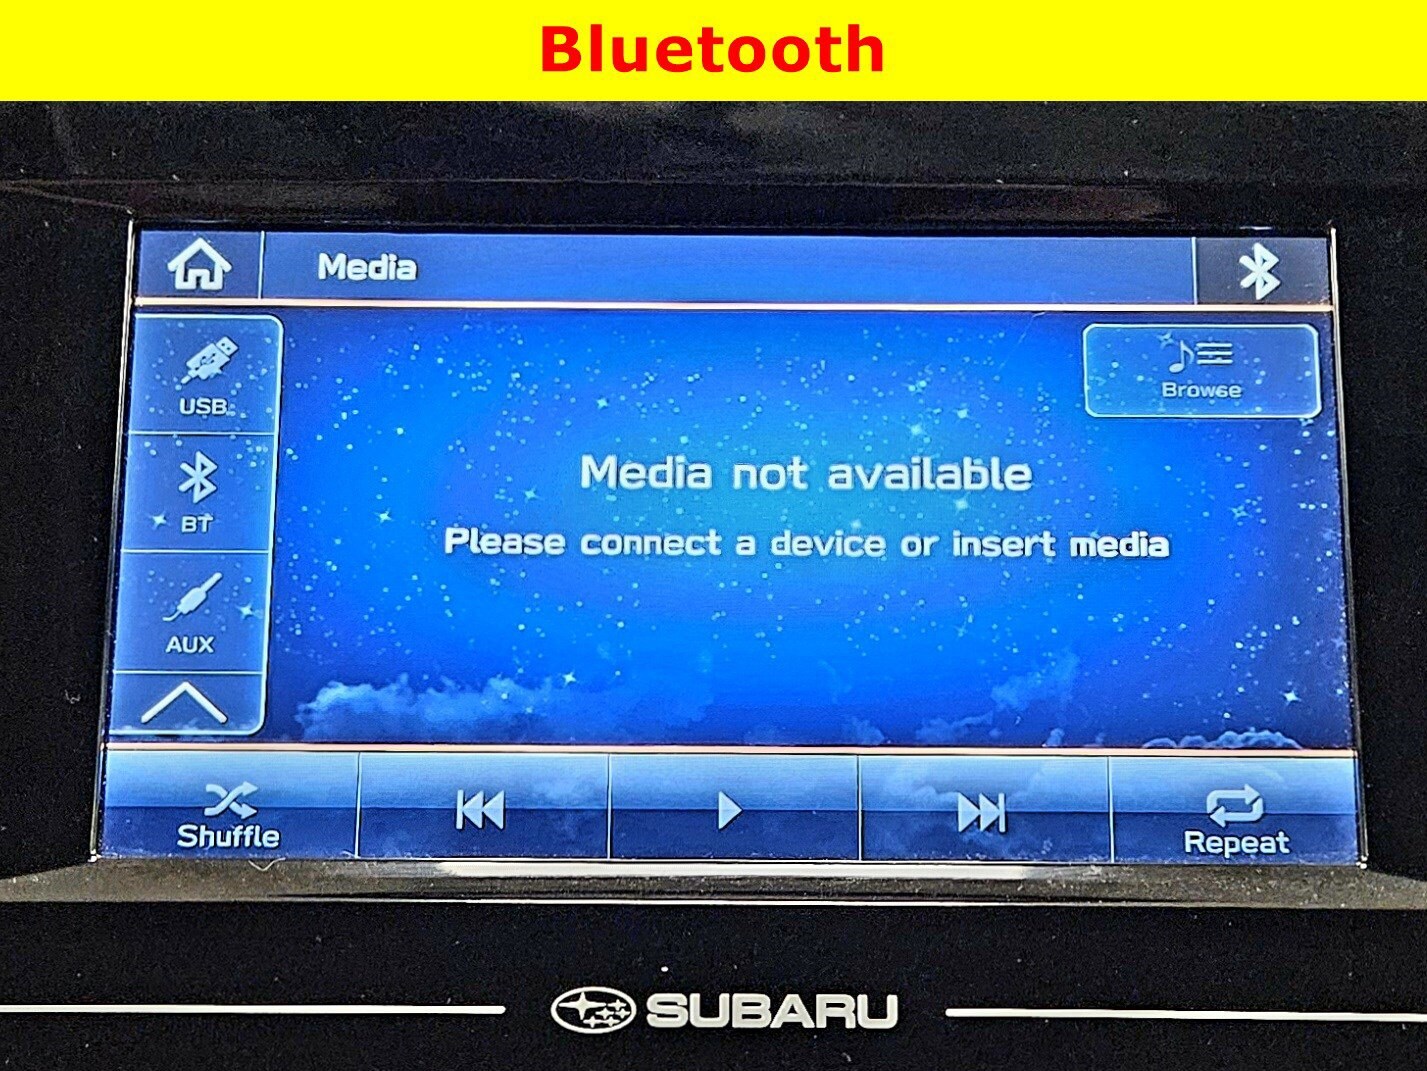 Bluetooth
Media
USB
Browse
BT
Media not available
Please connect a device or insert media
AUX
Shuffle
Repeat
SUBARU